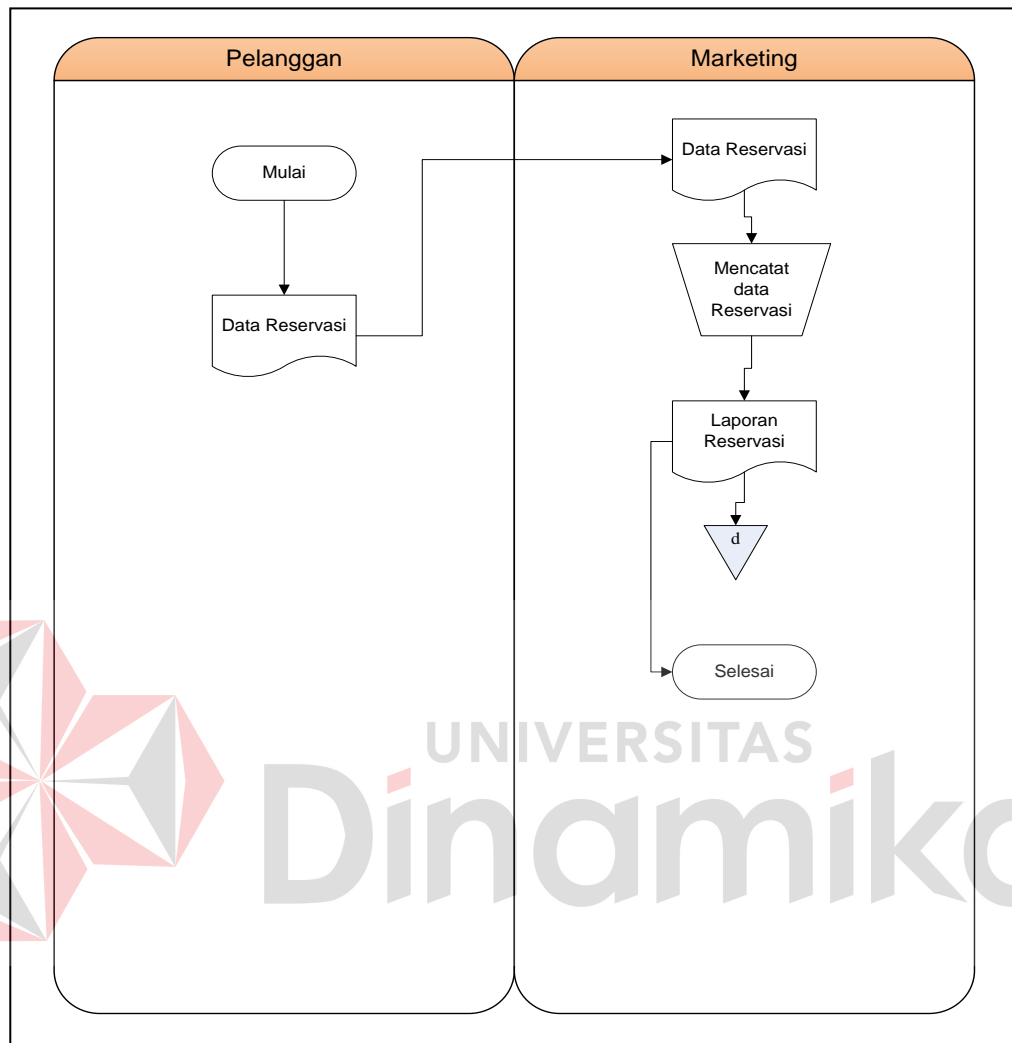 Pelanggan
Marketing
Mulai
Data Reservasi
Data Reservasi
Mencatat
data
Reservasi
Laporan
Reservasi
d
Selesai
UNIVERSITAS
Dinamika